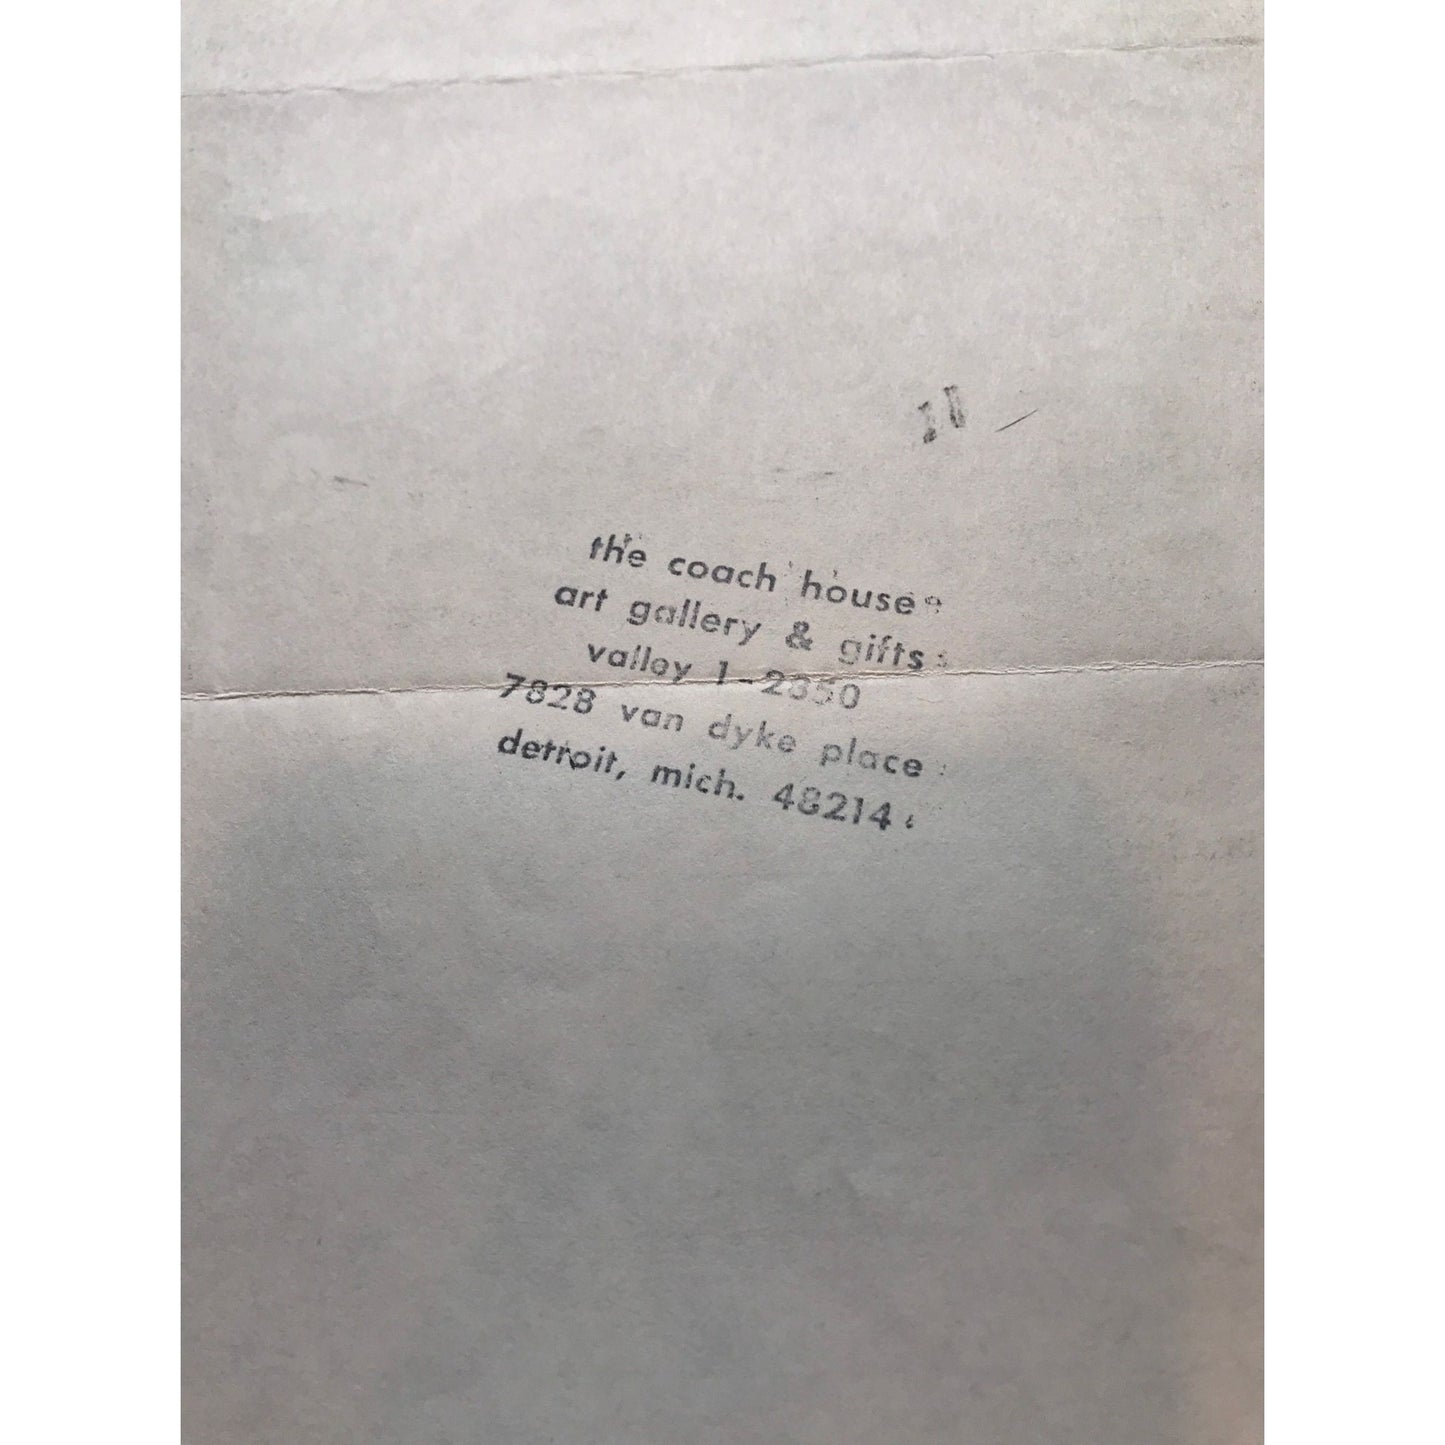 the coach house
art gallery & gifts
valley 1-2350
7828 van dyke place
detroit, mich. 48214